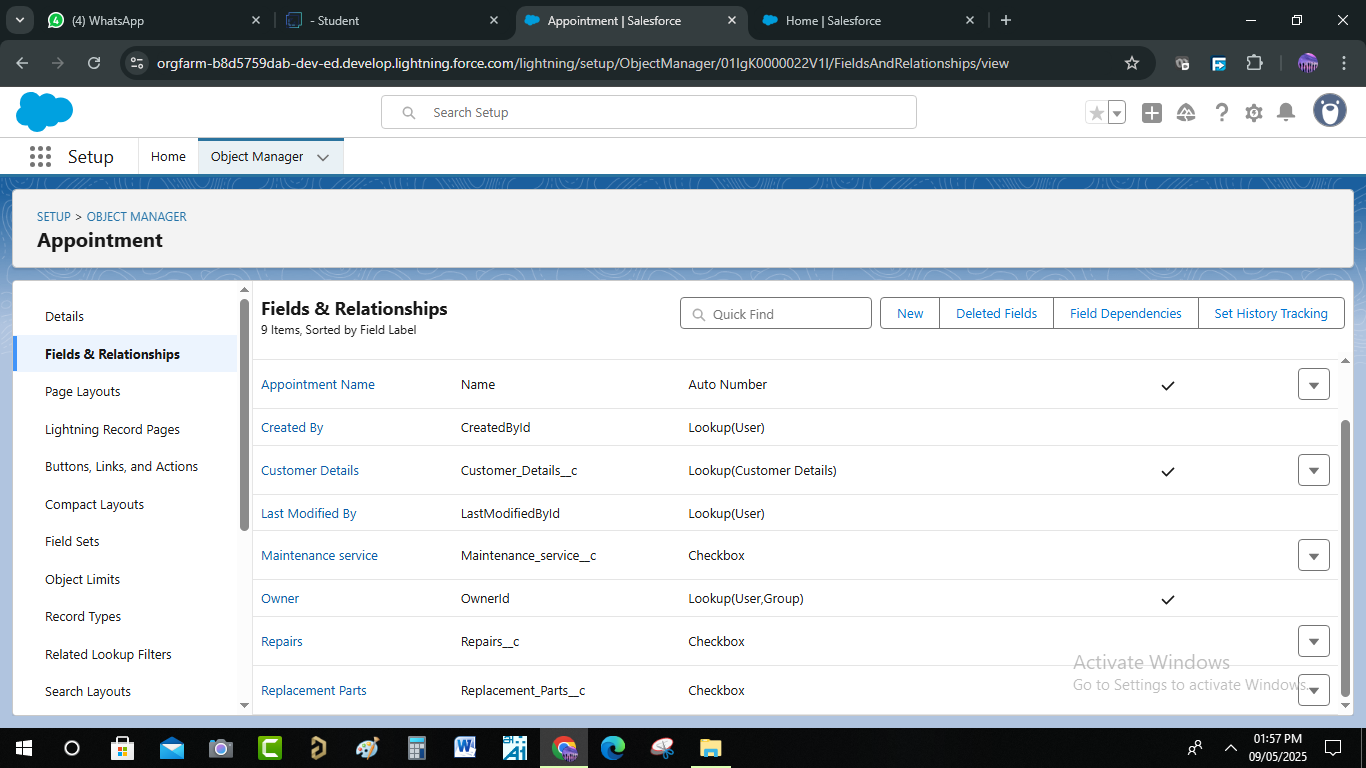 (4) WhatsApp
- Student
Appointment | Salesforce
Home | Salesforce
orgfarm-b8d5759dab-dev-ed.develop.lightning.force.com/lightning/setup/ObjectManager/01IgK0000022V1I/FieldsAndRelationships/view
Search Setup
Setup
Home
Object Manager
SETUP > OBJECT MANAGER
Appointment
Details
Fields & Relationships
Page Layouts
Lightning Record Pages
Buttons, Links, and Actions
Compact Layouts
Field Sets
Object Limits
Record Types
Related Lookup Filters
Search Layouts
Fields & Relationships
9 Items, Sorted by Field Label
Quick Find
New
Deleted Fields
Field Dependencies
Set History Tracking
Appointment Name Name Auto Number
Created By CreatedById Lookup(User)
Customer Details Customer_Details__c Lookup(Customer Details)
Last Modified By LastModifiedById Lookup(User)
Maintenance service Maintenance_service__c Checkbox
Owner OwnerId Lookup(User,Group)
Repairs Repairs__c Checkbox
Replacement Parts Replacement_Parts__c Checkbox
Activate Windows
Go to Settings to activate Windows.
01:57 PM
09/05/2025